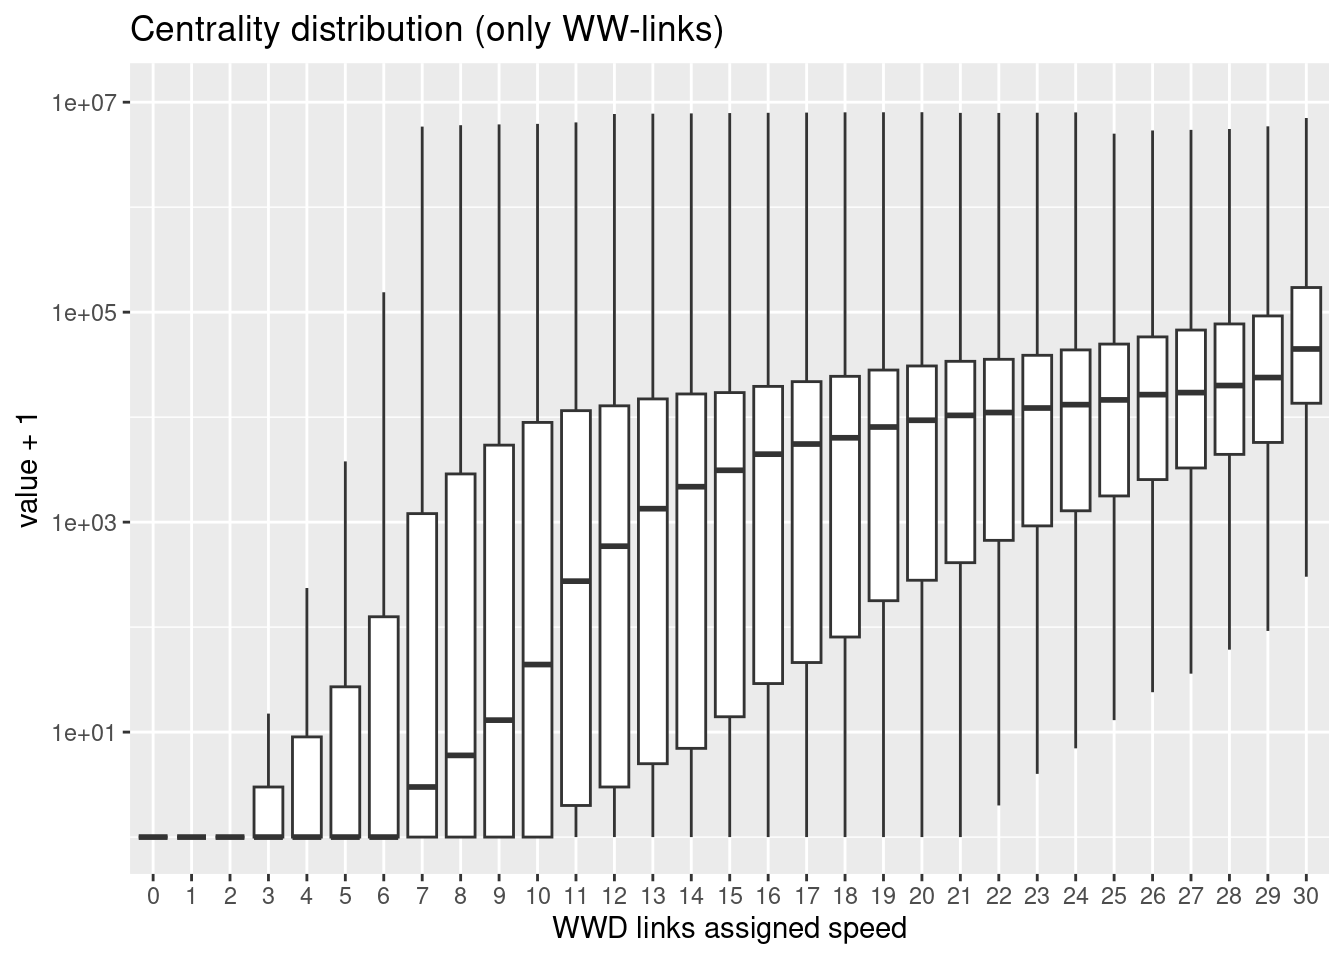 Centrality distribution (only WW-links)
value + 1
1e+07
1e+05
1e+03
1e+01
0 1 2 3 4 5 6 7 8 9 10 11 12 13 14 15 16 17 18 19 20 21 22 23 24 25 26 27 28 29 30
WWD links assigned speed